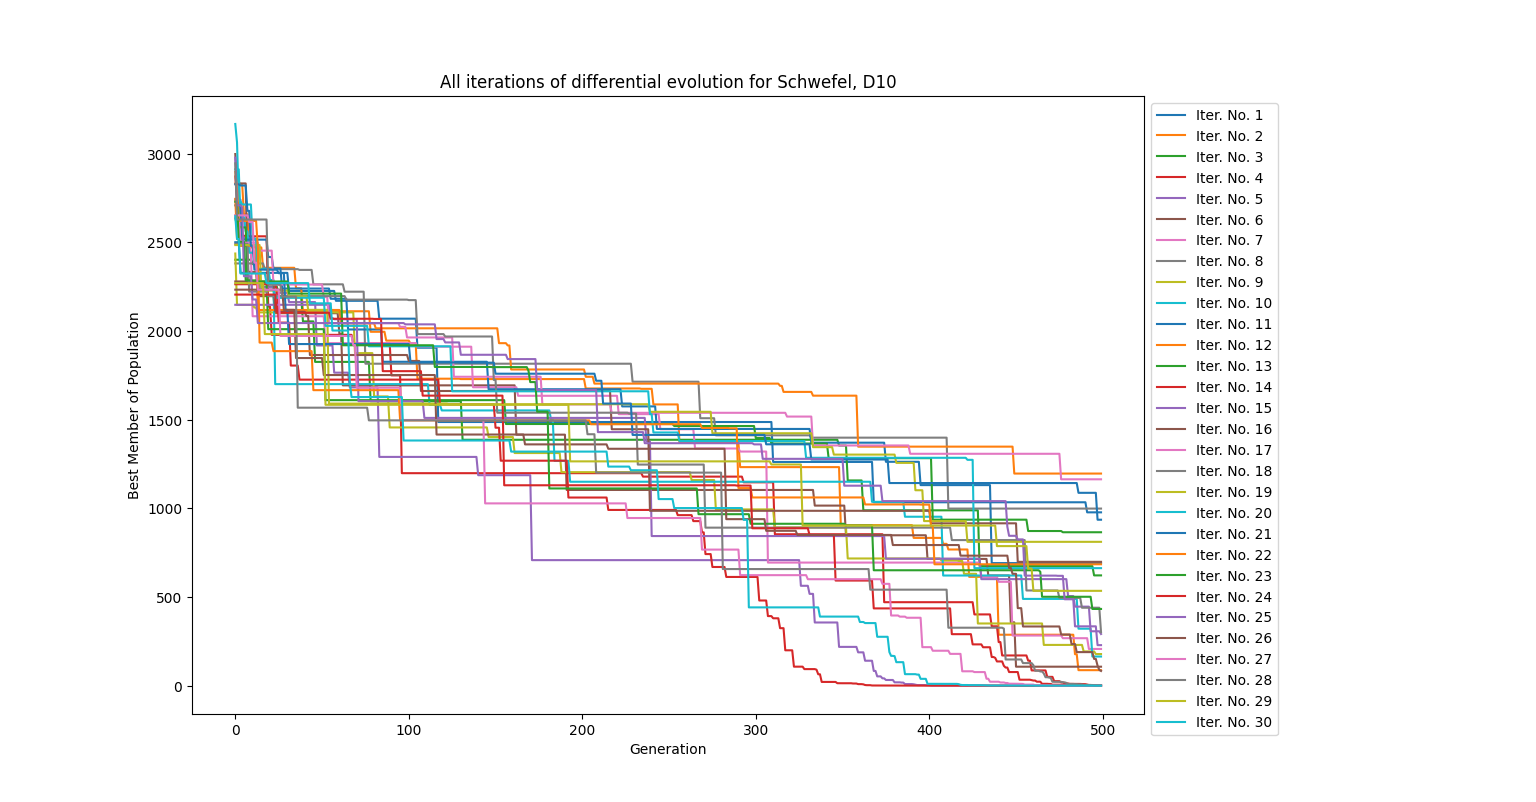 All iterations of differential evolution for Schwefel, D10
Best Member of Population
3000
2500
2000
1500
1000
500
0
0
100
200
300
400
500
Generation
Iter. No. 1
Iter. No. 2
Iter. No. 3
Iter. No. 4
Iter. No. 5
Iter. No. 6
Iter. No. 7
Iter. No. 8
Iter. No. 9
Iter. No. 10
Iter. No. 11
Iter. No. 12
Iter. No. 13
Iter. No. 14
Iter. No. 15
Iter. No. 16
Iter. No. 17
Iter. No. 18
Iter. No. 19
Iter. No. 20
Iter. No. 21
Iter. No. 22
Iter. No. 23
Iter. No. 24
Iter. No. 25
Iter. No. 26
Iter. No. 27
Iter. No. 28
Iter. No. 29
Iter. No. 30